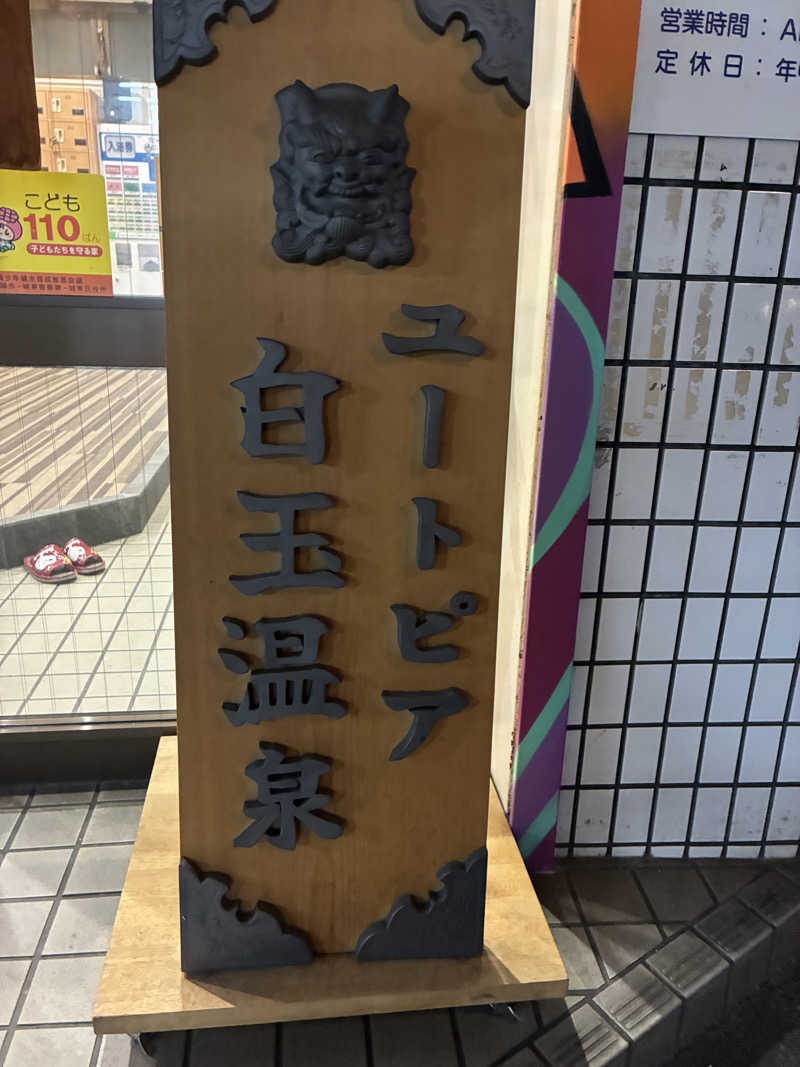 ユートピア
白玉温泉
営業時間：A
定休日：年
入浴券
こども
110ばん
子どもたちを守る家